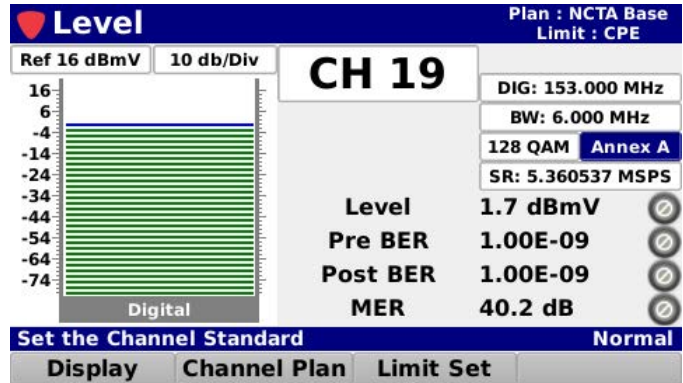 Level
Plan : NCTA Base
Limit : CPE
Ref 16 dBmV
10 db/Div
CH 19
16
6
-4
-14
-24
-34
-44
-54
-64
-74
Digital
DIG: 153.000 MHz
BW: 6.000 MHz
128 QAM
Annex A
SR: 5.360537 MSPS
Level 1.7 dBmV
Pre BER 1.00E-09
Post BER 1.00E-09
MER 40.2 dB
Set the Channel Standard
Normal
Display
Channel Plan
Limit Set